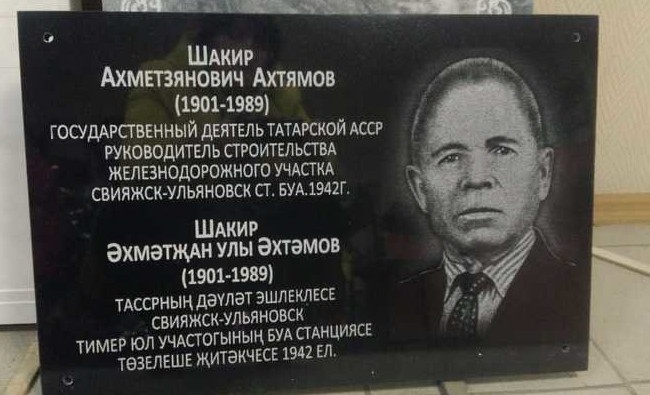 Шакир
Ахметзянович Ахтямов
(1901-1989)
ГОСУДАРСТВЕННЫЙ ДЕЯТЕЛЬ ТАТАРСКОЙ АССР
РУКОВОДИТЕЛЬ СТРОИТЕЛЬСТВА
ЖЕЛЕЗНОДОРОЖНОГО УЧАСТКА
СВИЯЖСК-УЛЬЯНОВСК СТ. БУА.1942Г.
Шакир
Әхмәтҗан улы Әхтәмов
(1901-1989)
ТАССРНЫҢ ДӘҮЛӘТ ЭШЛЕКЛЕСЕ
СВИЯЖСК-УЛЬЯНОВСК
ТИМЕР ЮЛ УЧАСТОГЫНЫҢ БУА СТАНЦИЯСЕ
ТӨЗЕЛЕШЕ ҖИТӘКЧЕСЕ 1942 ЕЛ.